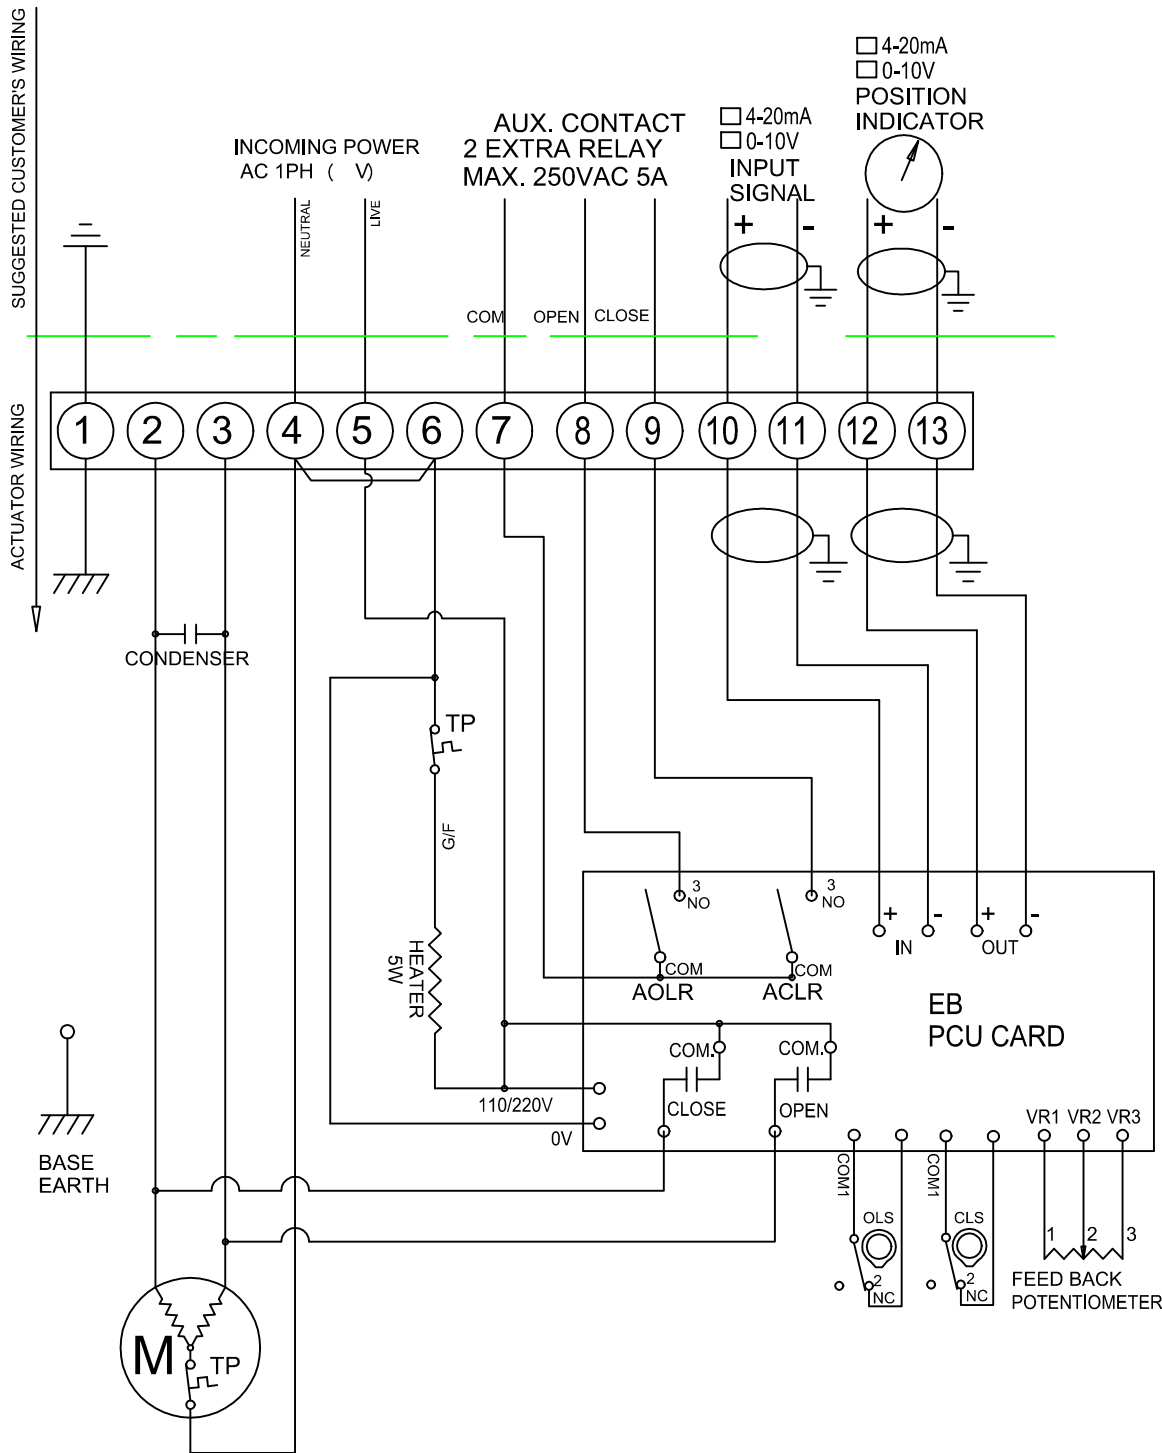 SUGGESTED CUSTOMER'S WIRING
ACTUATOR WIRING
INCOMING POWER
AC 1PH ( V)
NEUTRAL
LIVE
AUX. CONTACT
2 EXTRA RELAY
MAX. 250VAC 5A
COM
OPEN
CLOSE
4-20mA
0-10V
INPUT
SIGNAL
+
-
4-20mA
0-10V
POSITION
INDICATOR
+
-
1
2
3
4
5
6
7
8
9
10
11
12
13
CONDENSER
TP
G/F
HEATER
5W
3
NO
COM
AOLR
3
NO
COM
ACLR
+
-
IN
+
-
OUT
EB
PCU CARD
COM.
CLOSE
COM.
OPEN
110/220V
0V
BASE
EARTH
COM1
OLS
2
NC
COM1
CLS
2
NC
VR1
VR2
VR3
1
2
3
FEED BACK
POTENTIOMETER
M
TP